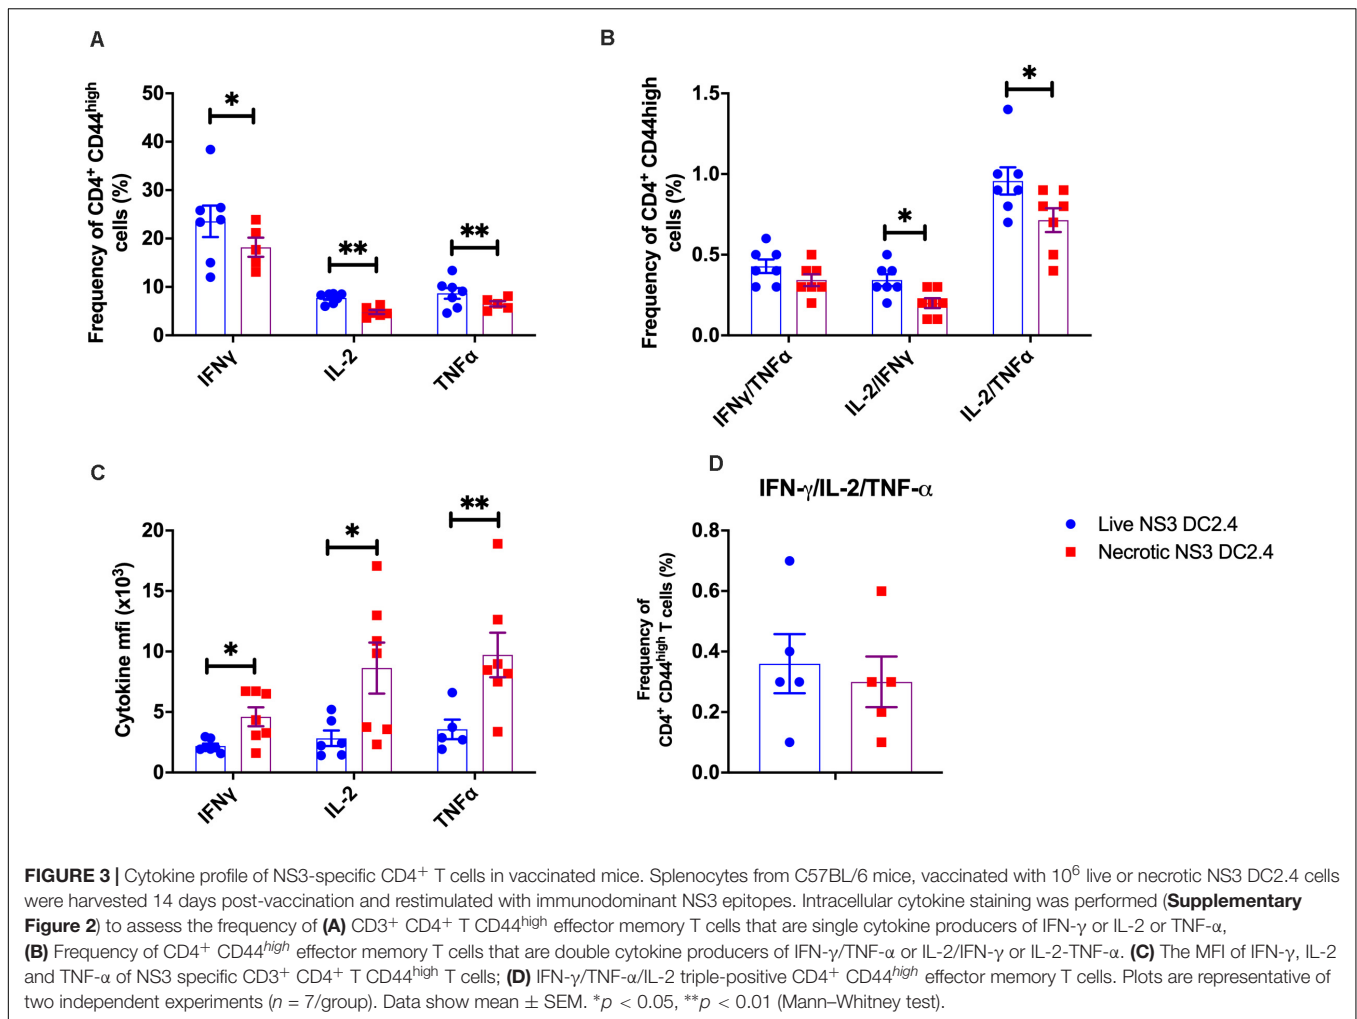 A
Frequency of CD4+ CD44high
cells (%)
50
40
30
20
10
0
*
**
**
IFNγ
IL-2
TNFα
B
Frequency of CD4+ CD44high
cells (%)
1.5
1.0
0.5
0.0
*
*
IFNγ/TNFα
IL-2/IFNγ
IL-2/TNFα
C
Cytokine mfi (x10³)
20
15
10
5
0
*
*
**
IFNγ
IL-2
TNFα
D
IFN-γ/IL-2/TNF-α
Frequency of
CD4+ CD44high T cells (%)
0.8
0.6
0.4
0.2
0.0
Live NS3 DC2.4
Necrotic NS3 DC2.4
FIGURE 3 | Cytokine profile of NS3-specific CD4+ T cells in vaccinated mice. Splenocytes from C57BL/6 mice, vaccinated with 10⁶ live or necrotic NS3 DC2.4 cells
were harvested 14 days post-vaccination and restimulated with immunodominant NS3 epitopes. Intracellular cytokine staining was performed (Supplementary
Figure 2) to assess the frequency of (A) CD3+ CD4+ T CD44high effector memory T cells that are single cytokine producers of IFN-γ or IL-2 or TNF-α,
(B) Frequency of CD4+ CD44high effector memory T cells that are double cytokine producers of IFN-γ/TNF-α or IL-2/IFN-γ or IL-2-TNF-α. (C) The MFI of IFN-γ, IL-2
and TNF-α of NS3 specific CD3+ CD4+ T CD44high T cells; (D) IFN-γ/TNF-α/IL-2 triple-positive CD4+ CD44high effector memory T cells. Plots are representative of
two independent experiments (n = 7/group). Data show mean ± SEM. *p < 0.05, **p < 0.01 (Mann–Whitney test).